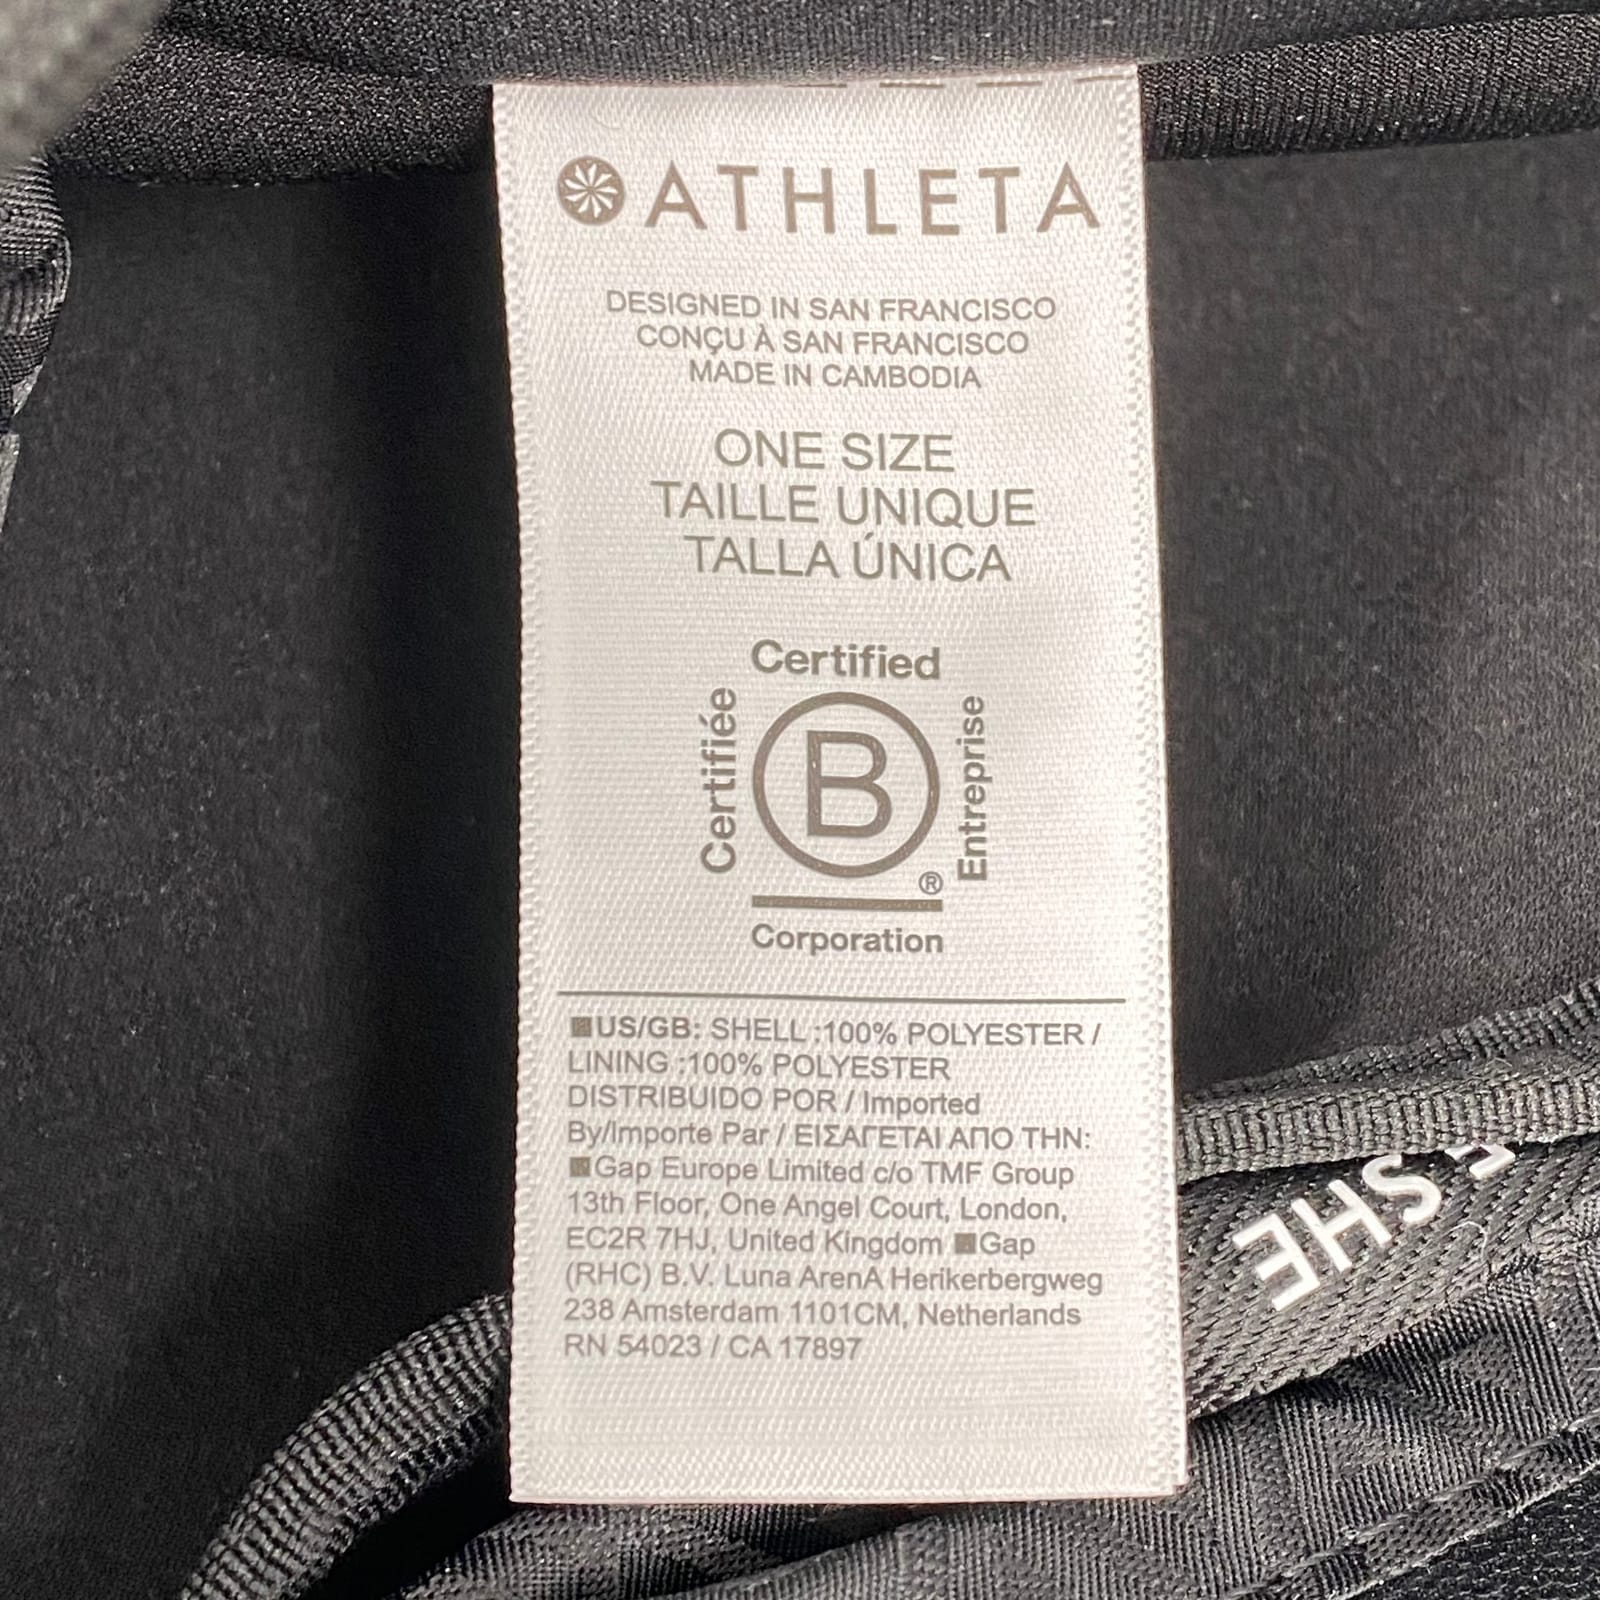 ATHLETA
DESIGNED IN SAN FRANCISCO
CONÇU À SAN FRANCISCO
MADE IN CAMBODIA
ONE SIZE
TAILLE UNIQUE
TALLA ÚNICA
Certified
Certifiée
B
Entreprise
®
Corporation
US/GB: SHELL :100% POLYESTER /
LINING :100% POLYESTER
DISTRIBUIDO POR / Imported
By/Importe Par / ΕΙΣΑΓΕΤΑΙ ΑΠΟ ΤΗΝ:
Gap Europe Limited c/o TMF Group
13th Floor, One Angel Court, London,
EC2R 7HJ, United Kingdom Gap
(RHC) B.V. Luna ArenA Herikerbergweg
238 Amsterdam 1101CM, Netherlands
RN 54023 / CA 17897
SHE